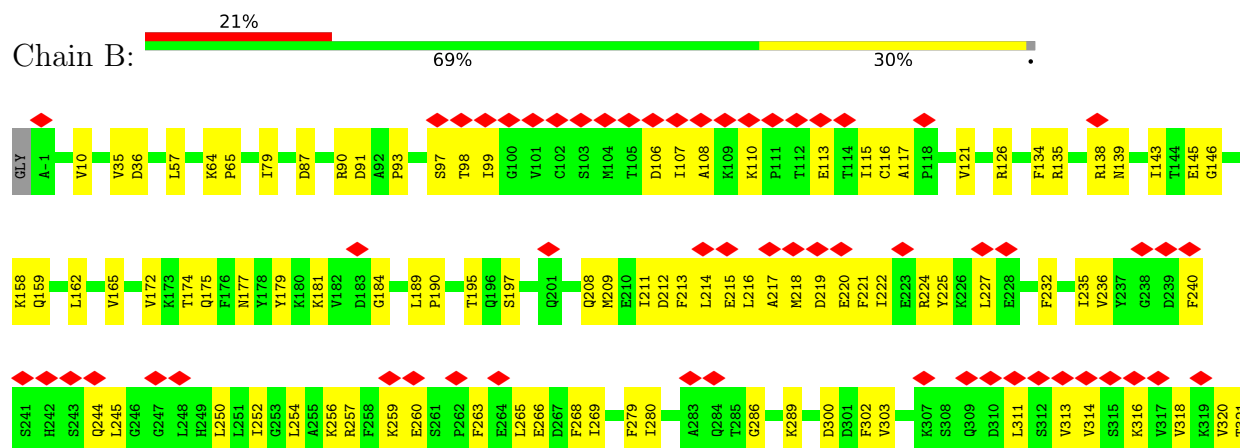 21%
Chain B:
69% 30% •
GLY A-1 V10 V35 D36 L57 K64 P65 I79 D87 R90 D91 A92 P93 S97 T98 I99 G100 V101 C102 S103 M104 T105 D106 I107 A108 K109 K110 P111 T112 E113 T114 I115 C116 A117 P118 V121 R126 F134 R135 R138 N139 I143 T144 E145 G146
K158 Q159 L162 V165 V172 K173 T174 Q175 F176 N177 Y178 Y179 K180 K181 V182 D183 G184 L189 P190 T195 Q196 S197 Q201 Q208 M209 E210 I211 D212 F213 L214 E215 L216 A217 M218 D219 E220 F221 I222 E223 R224 Y225 K226 L227 E228 F232 I235 V236 Y237 G238 D239 F240
S241 H242 S243 Q244 L245 G246 G247 L248 H249 L250 L251 I252 G253 L254 A255 K256 R257 F258 K259 E260 S261 P262 F263 E264 L265 E266 D267 F268 I269 F279 I280 A283 Q284 T285 G286 K289 D300 D301 F302 V303 K307 S308 Q309 D310 L311 S312 V313 V314 S315 K316 V317 V318 K319 V320 T321